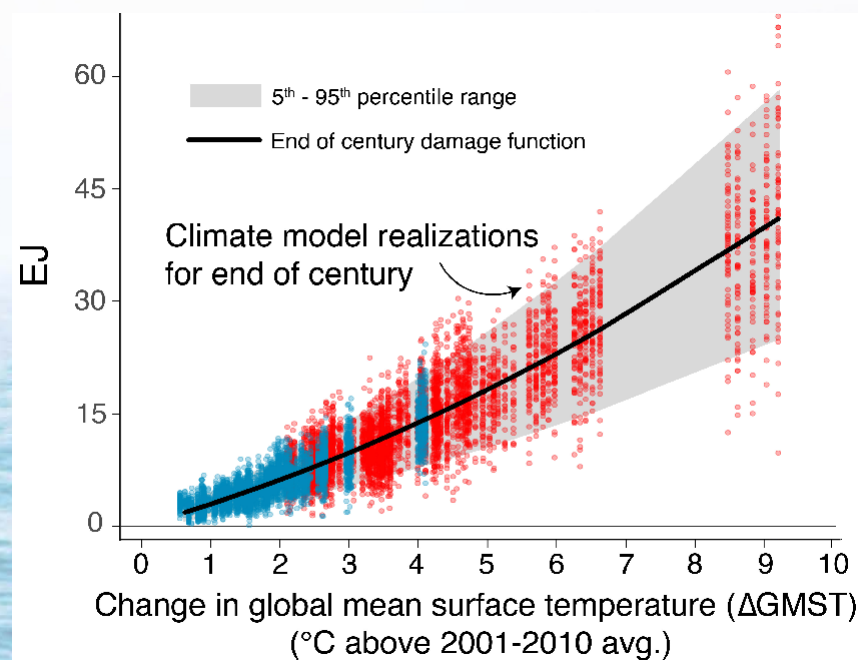 60
45
30
15
0
EJ
5th - 95th percentile range
End of century damage function
Climate model realizations
for end of century
0 1 2 3 4 5 6 7 8 9 10
Change in global mean surface temperature (ΔGMST)
(°C above 2001-2010 avg.)